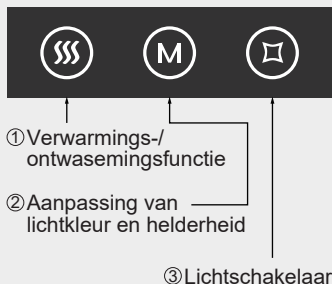 M
①Verwarmings-/
ontwasemingsfunctie
②Aanpassing van
lichtkleur en helderheid
③Lichtschakelaar